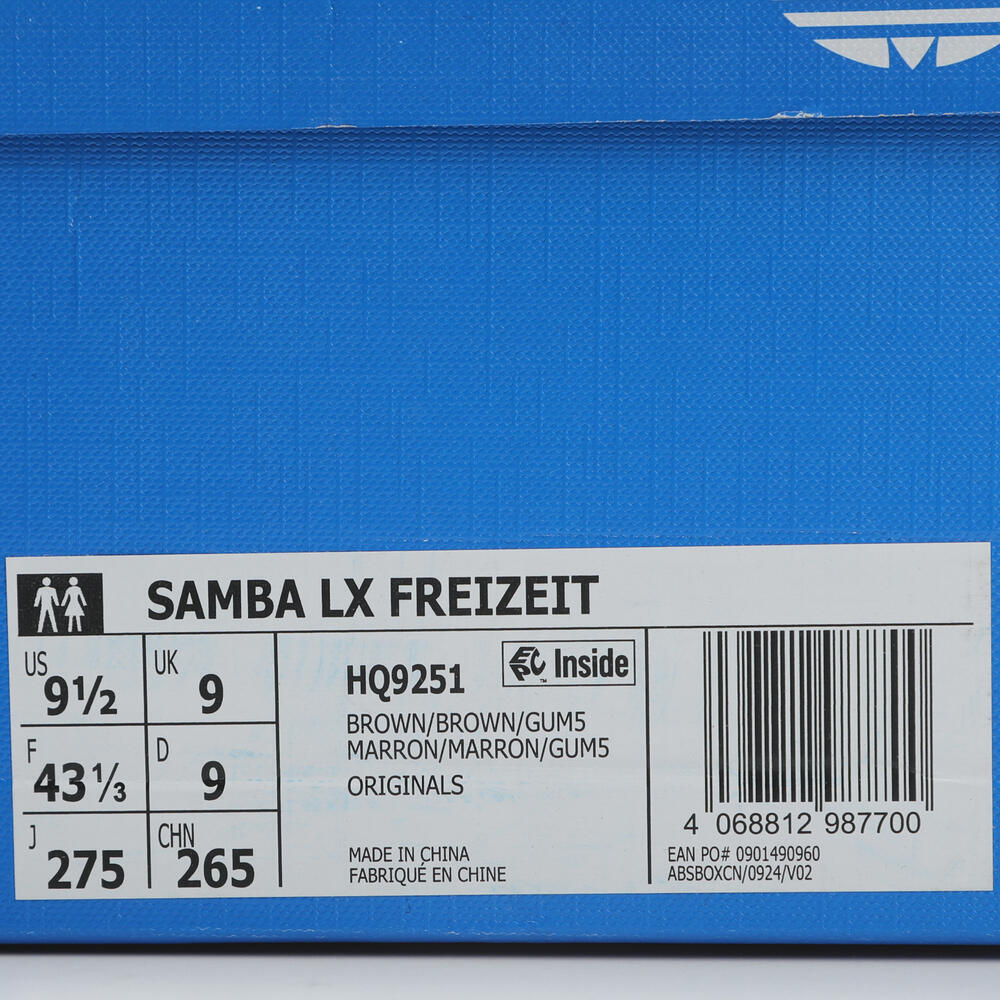 SAMBA LX FREIZEIT
US 9½
UK 9
F 43⅓
D 9
J 275
CHN 265
HQ9251
EPC Inside
™
BROWN/BROWN/GUM5
MARRON/MARRON/GUM5
ORIGINALS
MADE IN CHINA
FABRIQUÉ EN CHINE
4 068812 987700
EAN PO# 0901490960
ABSBOXCN/0924/V02